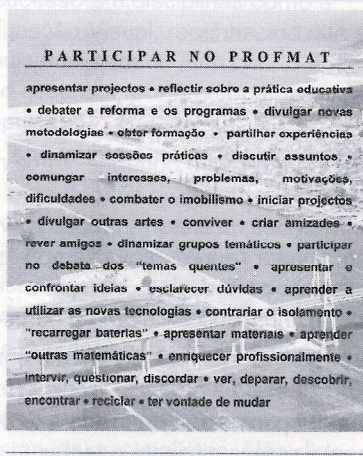 PARTICIPAR NO PROFMAT
apresentar projectos • reflectir sobre a prática educativa
• debater a reforma e os programas • divulgar novas
metodologias • obter formação • partilhar experiências
• dinamizar sessões práticas • discutir assuntos, •
comungar interesses, problemas, motivações,
dificuldades • combater o imobilismo • iniciar projectos
• divulgar outras artes • conviver • criar amizades •
rever amigos • dinamizar grupos temáticos • participar
no debate dos "temas quentes" • apresentar e
confrontar ideias • esclarecer dúvidas • aprender a
utilizar as novas tecnologias • contrariar o isolamento •
"recarregar baterias" • apresentar materiais • aprender
"outras matemáticas" • enriquecer profissionalmente •
intervir, questionar, discordar • ver, deparar, descobrir,
encontrar • reciclar • ter vontade de mudar